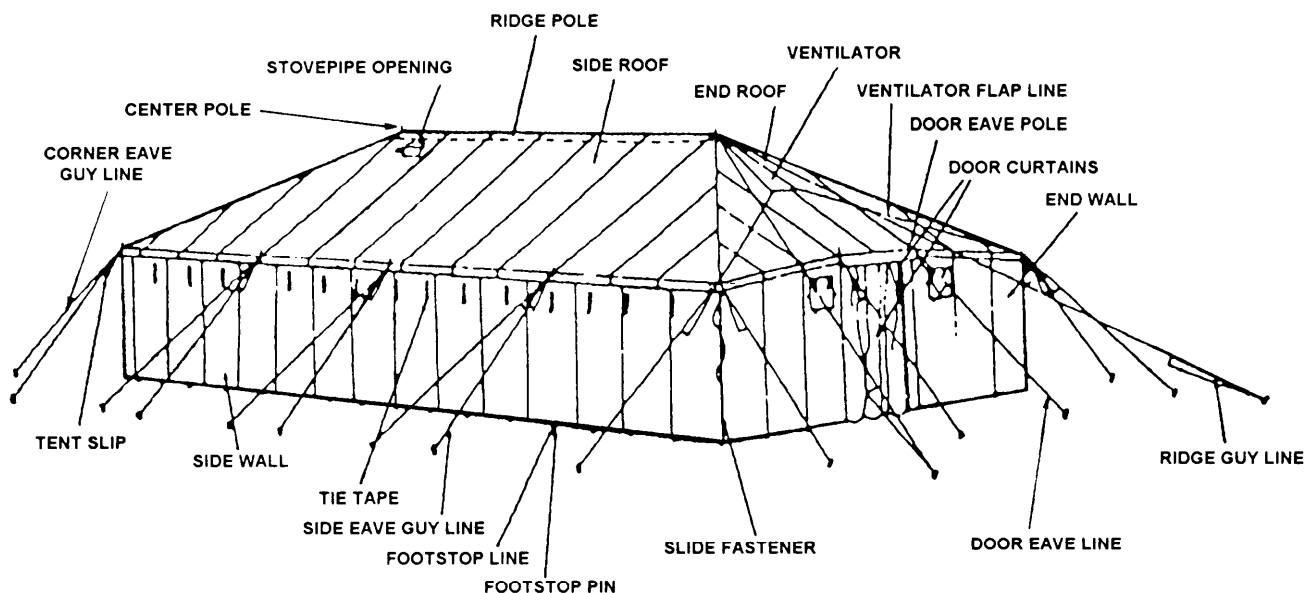 RIDGE POLE
VENTILATOR
STOVEPIPE OPENING
SIDE ROOF
END ROOF
VENTILATOR FLAP LINE
CENTER POLE
DOOR EAVE POLE
CORNER EAVE
GUY LINE
DOOR CURTAINS
END WALL
TENT SLIP
SIDE WALL
RIDGE GUY LINE
TIE TAPE
SIDE EAVE GUY LINE
SLIDE FASTENER
DOOR EAVE LINE
FOOTSTOP LINE
FOOTSTOP PIN